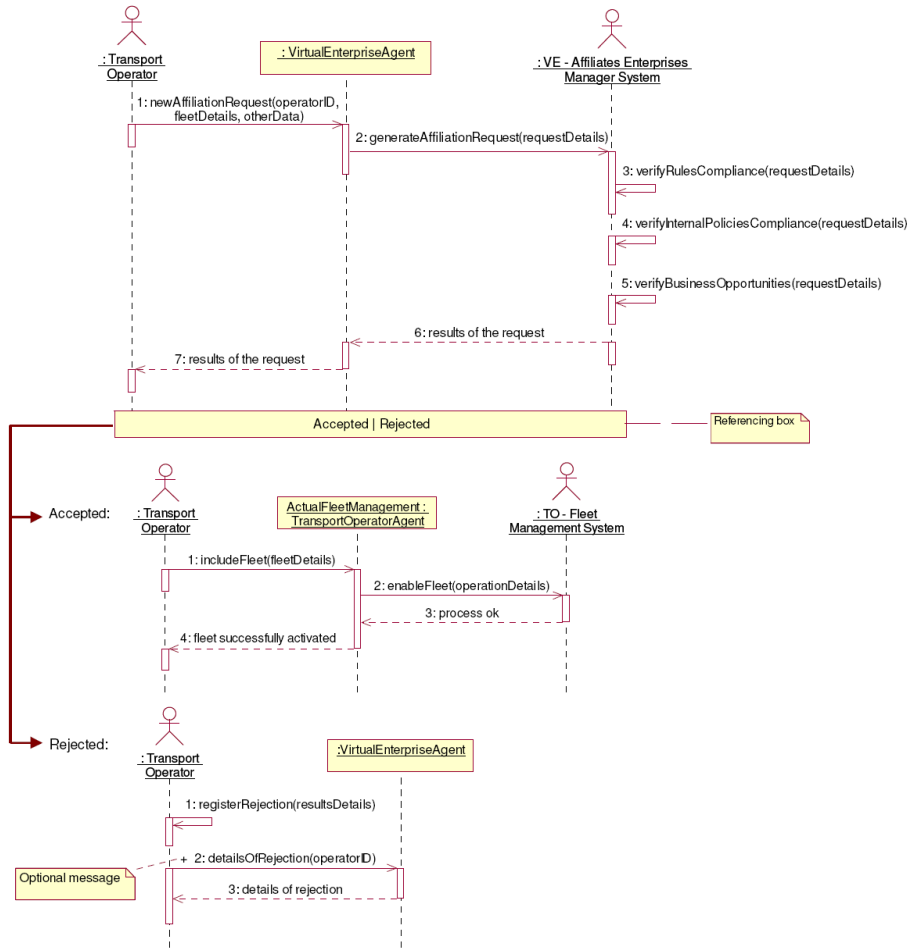 : Transport
Operator
: VirtualEnterpriseAgent
: VE - Affiliates Enterprises
Manager System
1: newAffiliationRequest(operatorID,
fleetDetails, otherData)
2: generateAffiliationRequest(requestDetails)
3: verifyRulesCompliance(requestDetails)
4: verifyInternalPoliciesCompliance(requestDetails)
5: verifyBusinessOpportunities(requestDetails)
6: results of the request
7: results of the request
Accepted | Rejected
Referencing box
Accepted:
: Transport
Operator
ActualFleetManagement :
TransportOperatorAgent
: TO - Fleet
Management System
1: includeFleet(fleetDetails)
2: enableFleet(operationDetails)
3: process ok
4: fleet successfully activated
Rejected:
: Transport
Operator
:VirtualEnterpriseAgent
1: registerRejection(resultsDetails)
+ 2: detailsOfRejection(operatorID)
Optional message
3: details of rejection